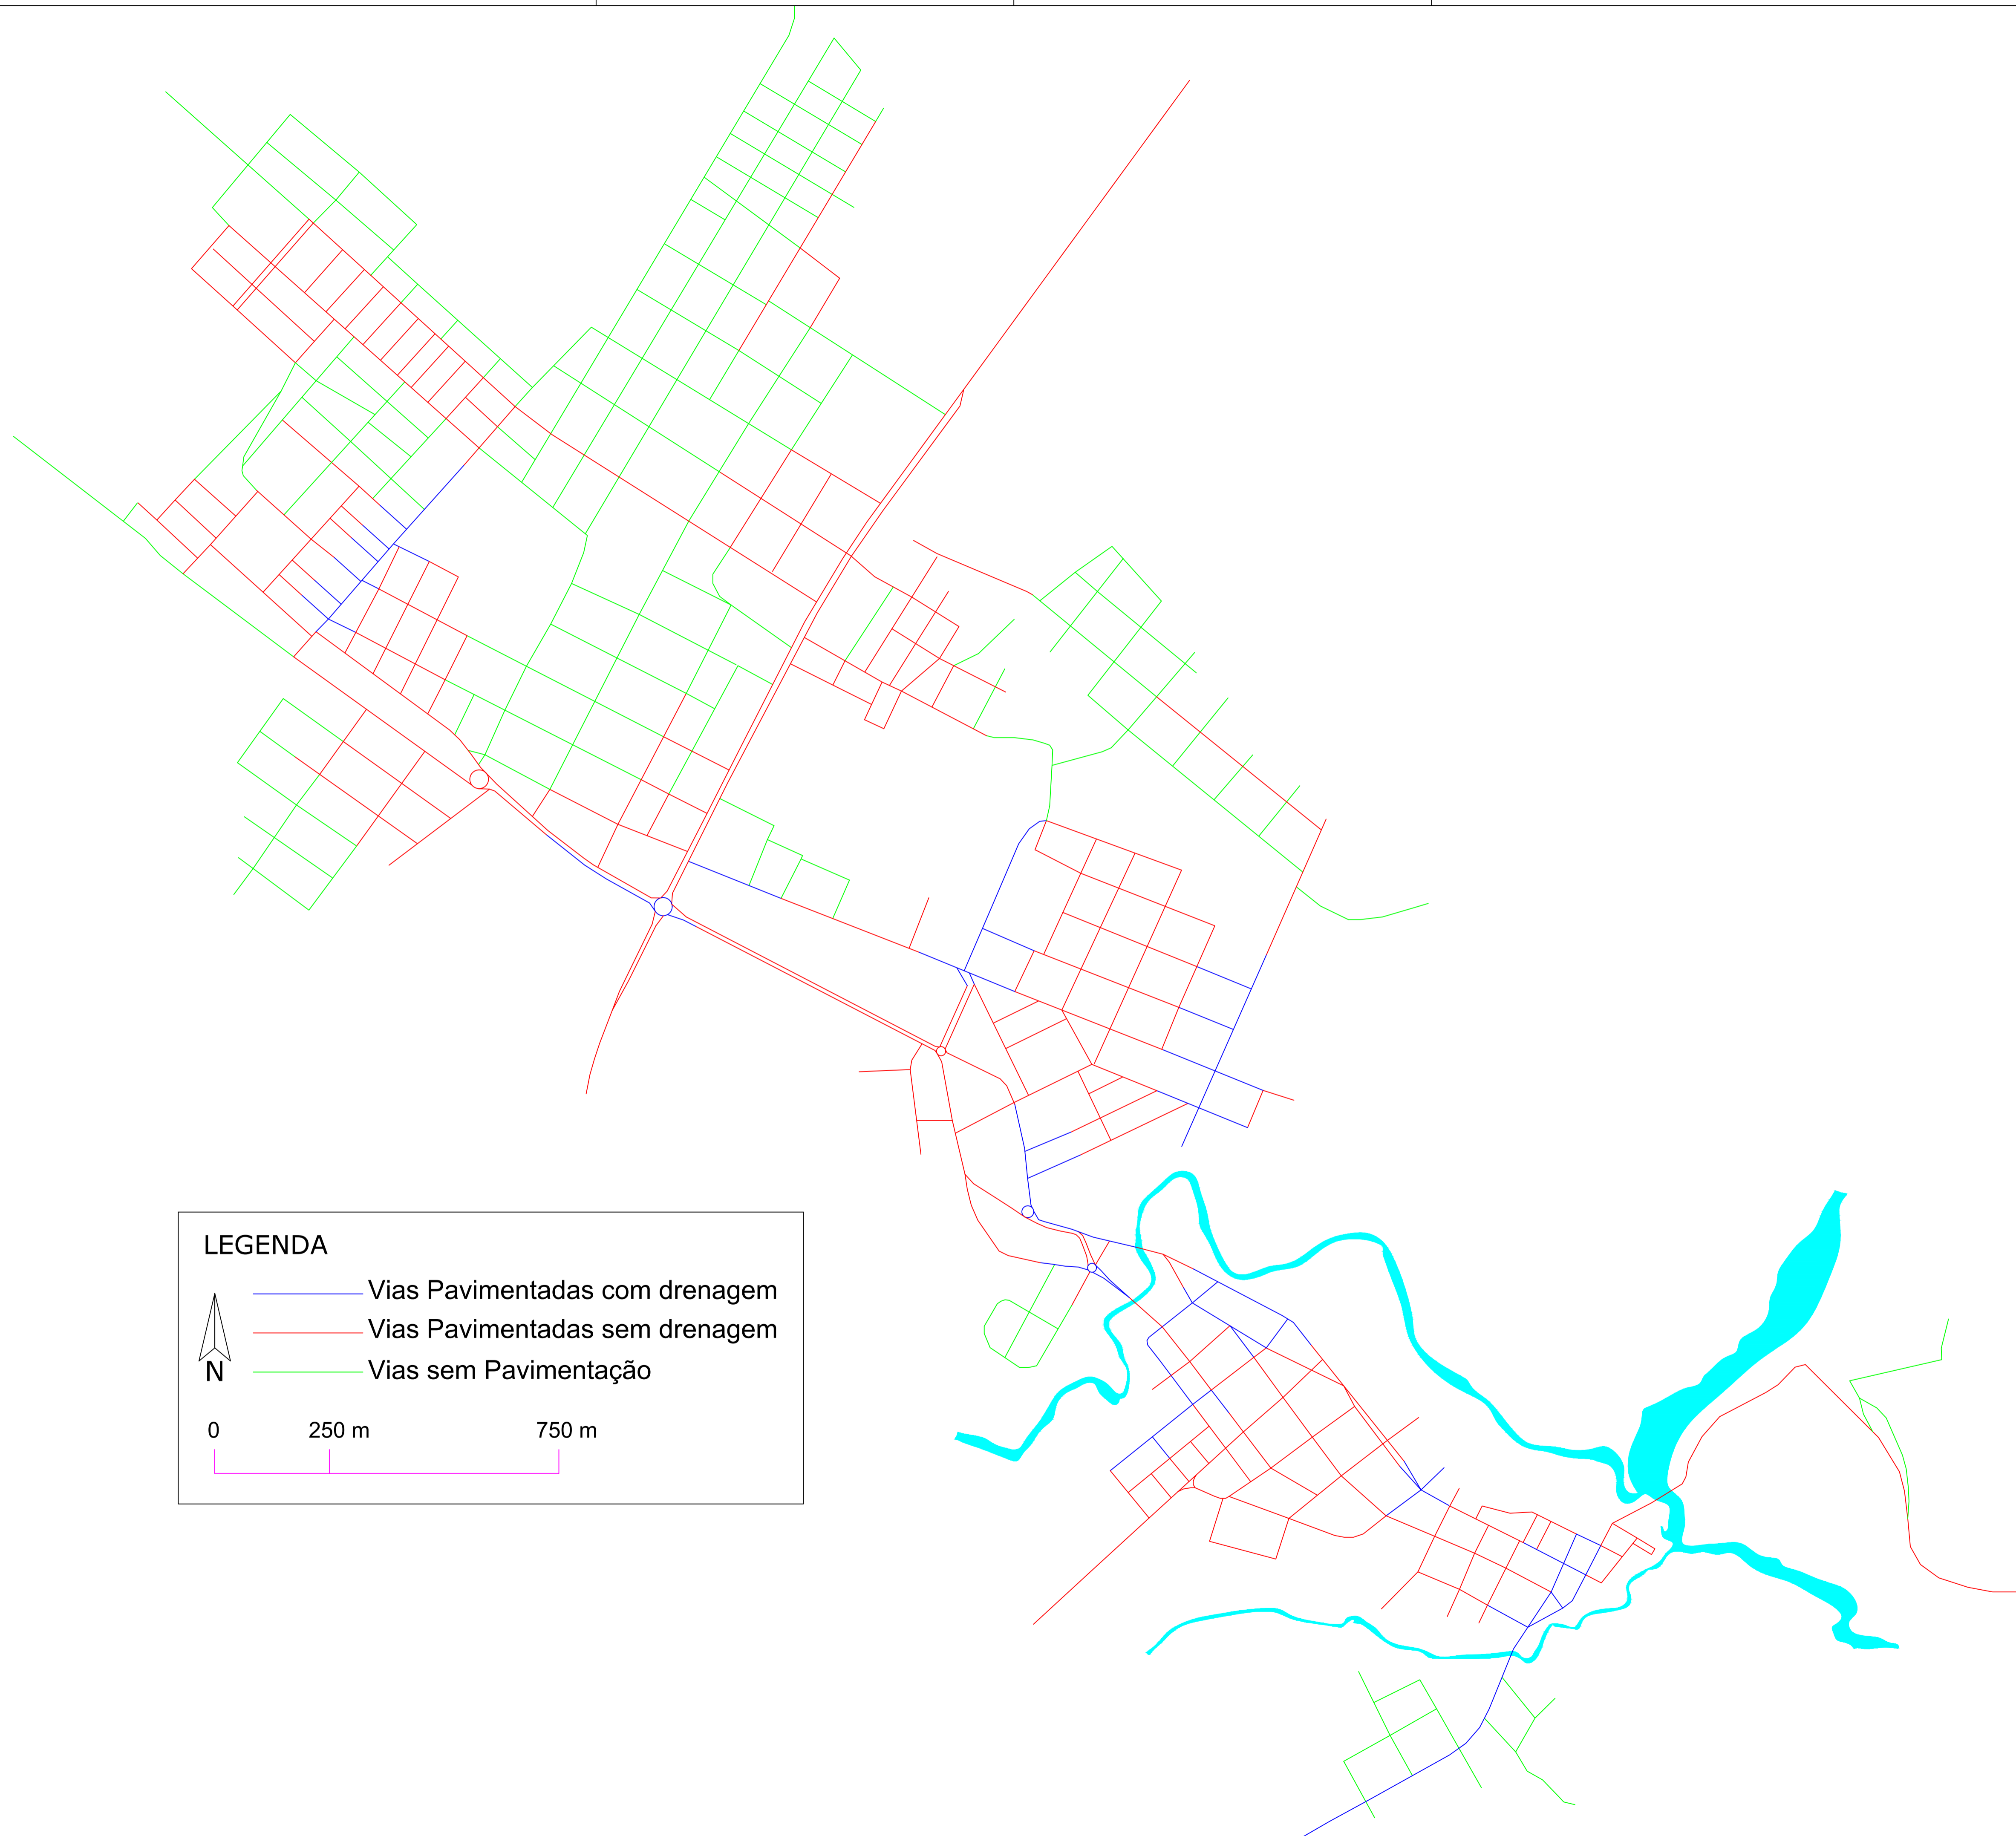 LEGENDA
Vias Pavimentadas com drenagem
Vias Pavimentadas sem drenagem
Vias sem Pavimentação
N
0 250 m 750 m